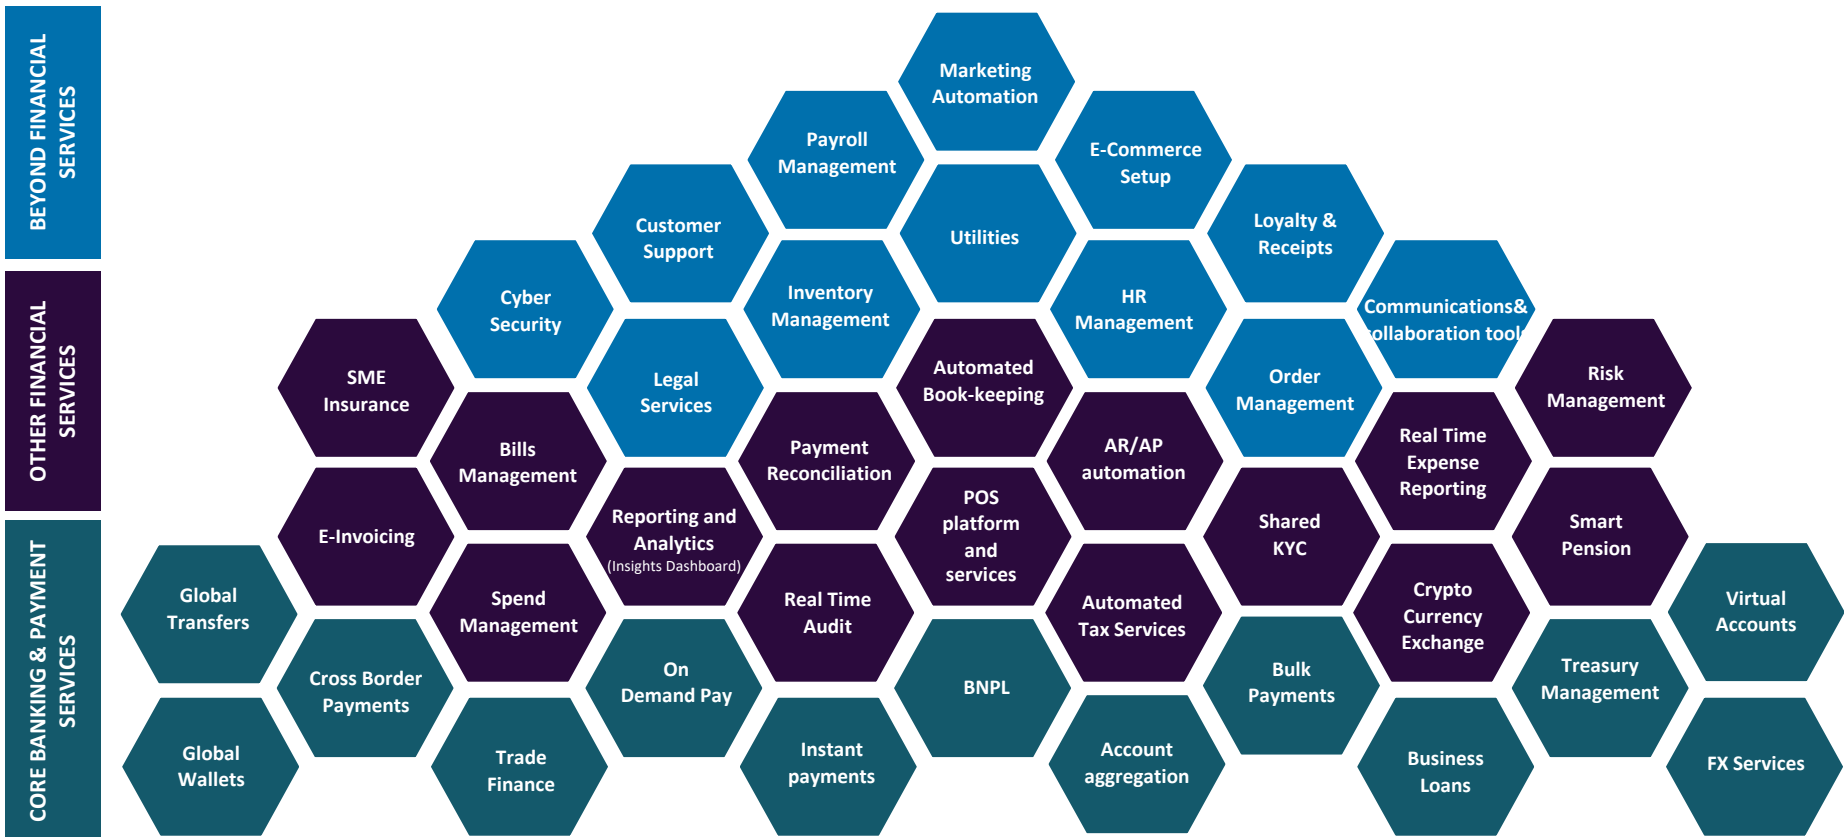 BEYOND FINANCIAL
SERVICES
OTHER FINANCIAL
SERVICES
CORE BANKING & PAYMENT
SERVICES
Marketing
Automation
Payroll
Management
E-Commerce
Setup
Customer
Support
Utilities
Loyalty &
Receipts
Cyber
Security
Inventory
Management
HR
Management
Communications&
collaboration tools
SME
Insurance
Legal
Services
Automated
Book-keeping
Order
Management
Risk
Management
Bills
Management
Payment
Reconciliation
AR/AP
automation
Real Time
Expense
Reporting
E-Invoicing
Reporting and
Analytics
(Insights Dashboard)
POS
platform
and
services
Shared
KYC
Smart
Pension
Global
Transfers
Spend
Management
Real Time
Audit
Automated
Tax Services
Crypto
Currency
Exchange
Virtual
Accounts
Cross Border
Payments
On
Demand Pay
BNPL
Bulk
Payments
Treasury
Management
Global
Wallets
Trade
Finance
Instant
payments
Account
aggregation
Business
Loans
FX Services